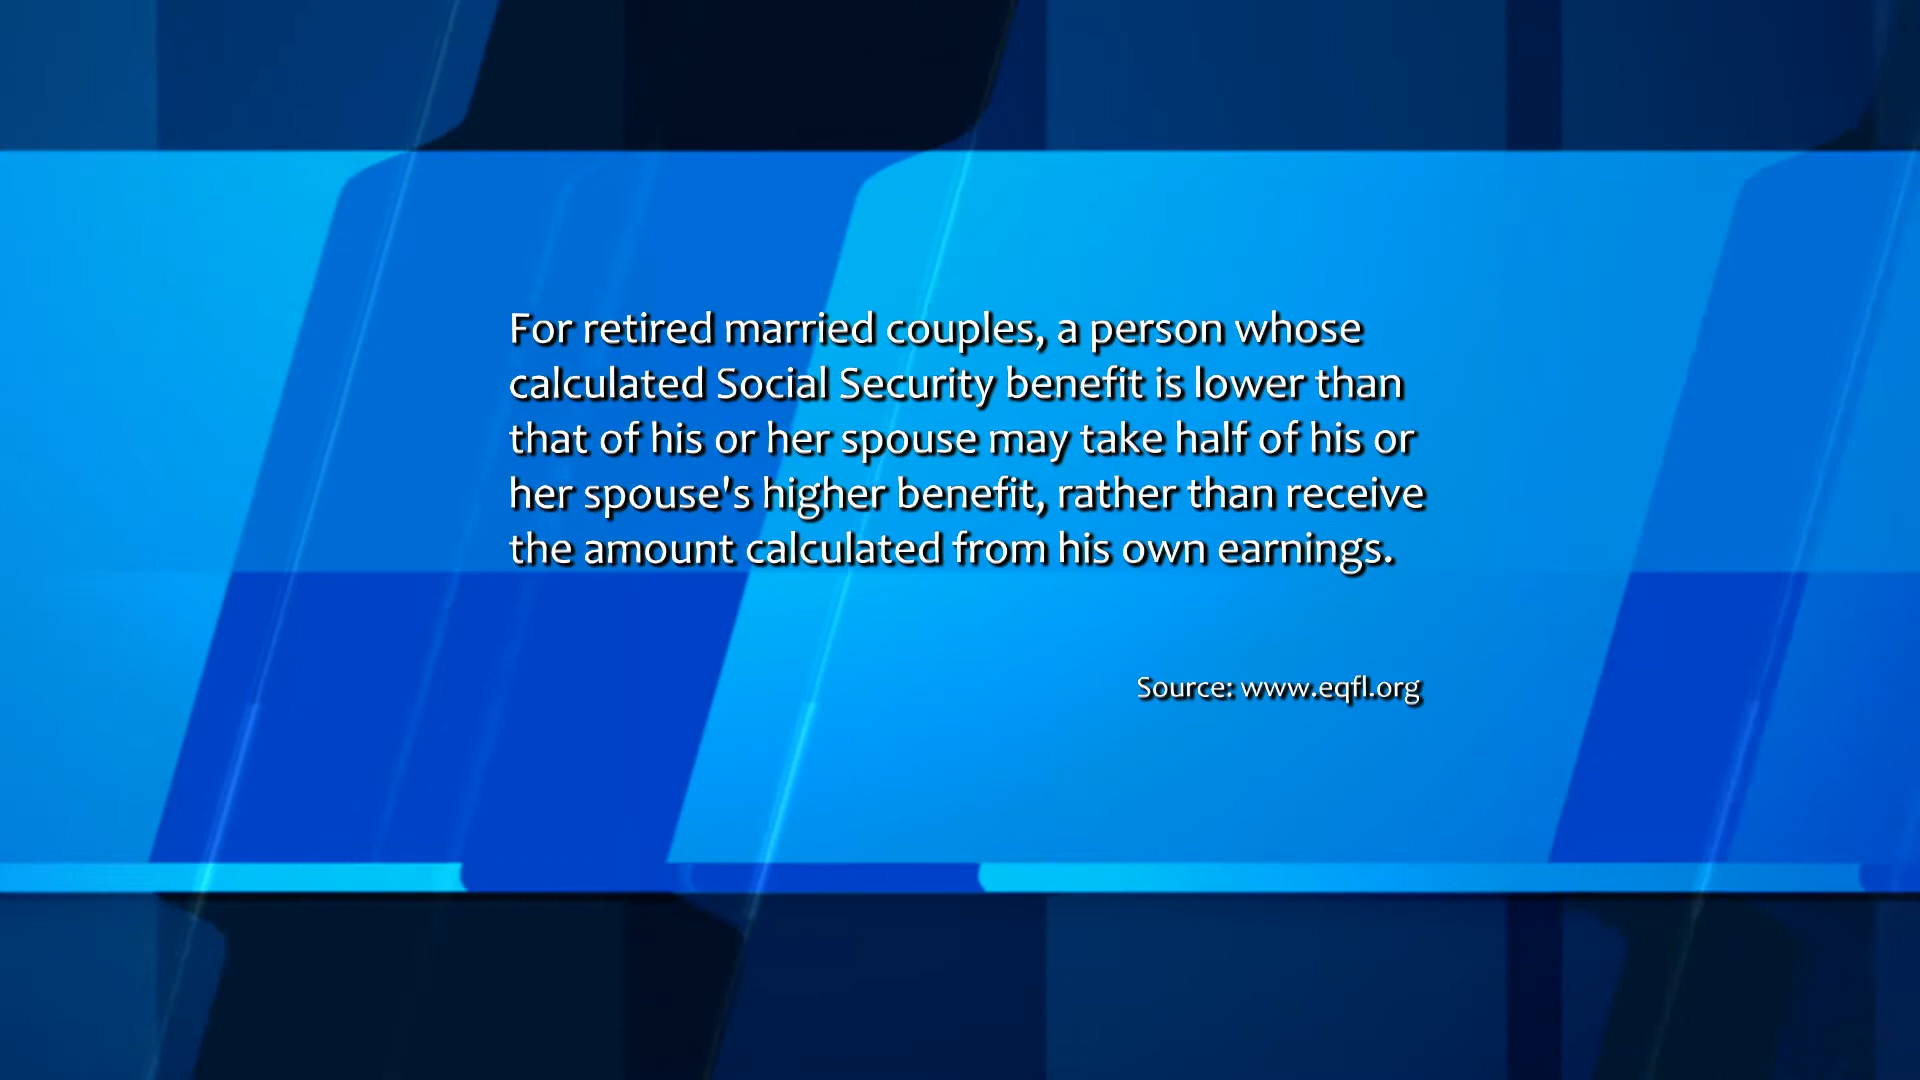 For retired married couples, a person whose
calculated Social Security benefit is lower than
that of his or her spouse may take half of his or
her spouse's higher benefit, rather than receive
the amount calculated from his own earnings.
Source: www.eqfl.org